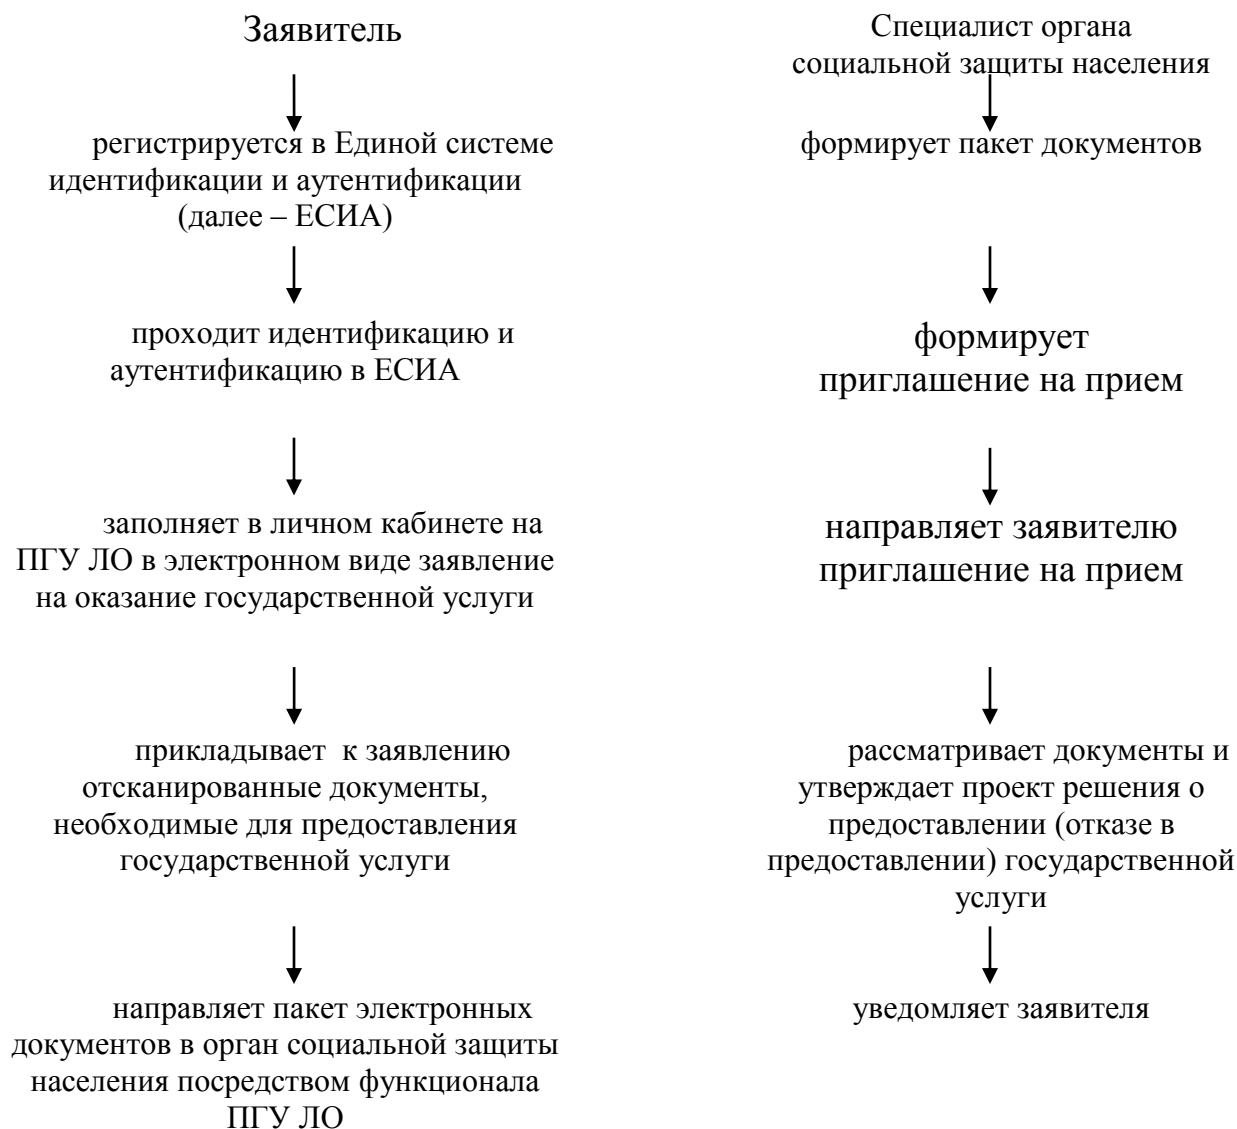 Заявитель
регистрируется в Единой системе
идентификации и аутентификации
(далее – ЕСИА)
проходит идентификацию и
аутентификацию в ЕСИА
заполняет в личном кабинете на
ПГУ ЛО в электронном виде заявление
на оказание государственной услуги
прикладывает к заявлению
отсканированные документы,
необходимые для предоставления
государственной услуги
направляет пакет электронных
документов в орган социальной защиты
населения посредством функционала
ПГУ ЛО
Специалист органа
социальной защиты населения
формирует пакет документов
формирует
приглашение на прием
направляет заявителю
приглашение на прием
рассматривает документы и
утверждает проект решения о
предоставлении (отказе в
предоставлении) государственной
услуги
уведомляет заявителя